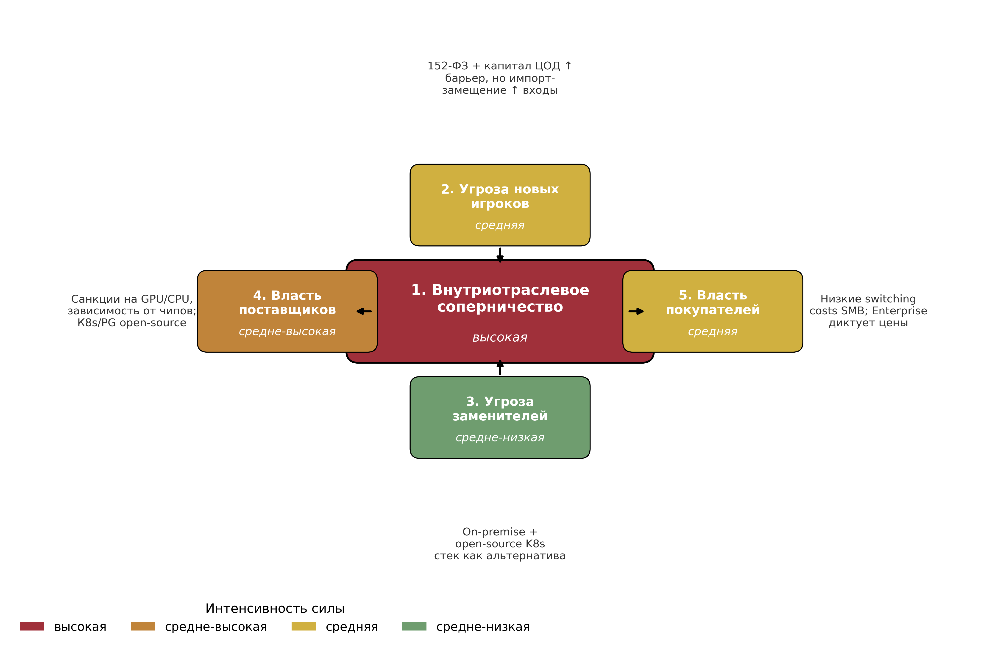 152-ФЗ + капитал ЦОД ↑
барьер, но импорт-
замещение ↑ входы
2. Угроза новых
игроков
средняя
Санкции на GPU/CPU,
зависимость от чипов;
K8s/PG open-source
4. Власть
поставщиков
средне-высокая
1. Внутриотраслевое
соперничество
высокая
5. Власть
покупателей
средняя
Низкие switching
costs SMB; Enterprise
диктует цены
3. Угроза
заменителей
средне-низкая
On-premise +
open-source K8s
стек как альтернатива
Интенсивность силы
высокая
средне-высокая
средняя
средне-низкая